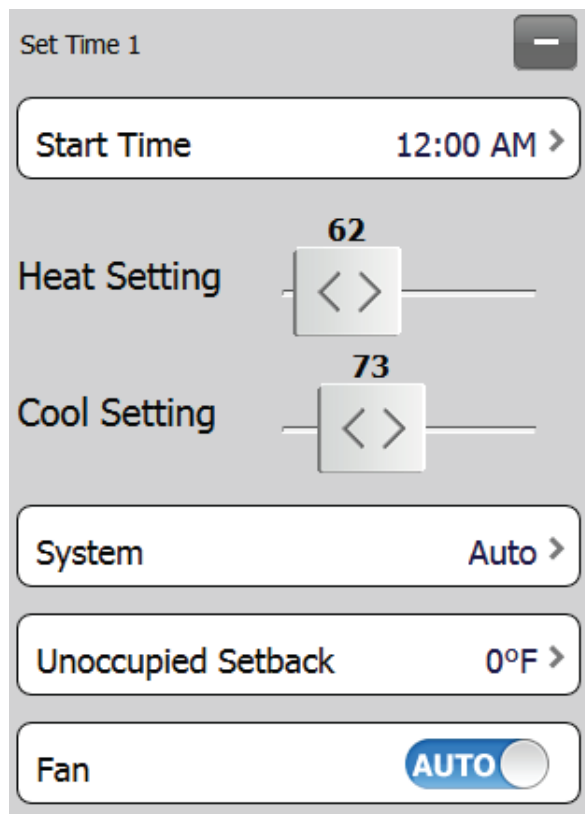 Set Time 1
Start Time 12:00 AM
62
Heat Setting
73
Cool Setting
System Auto
Unoccupied Setback 0°F
Fan AUTO